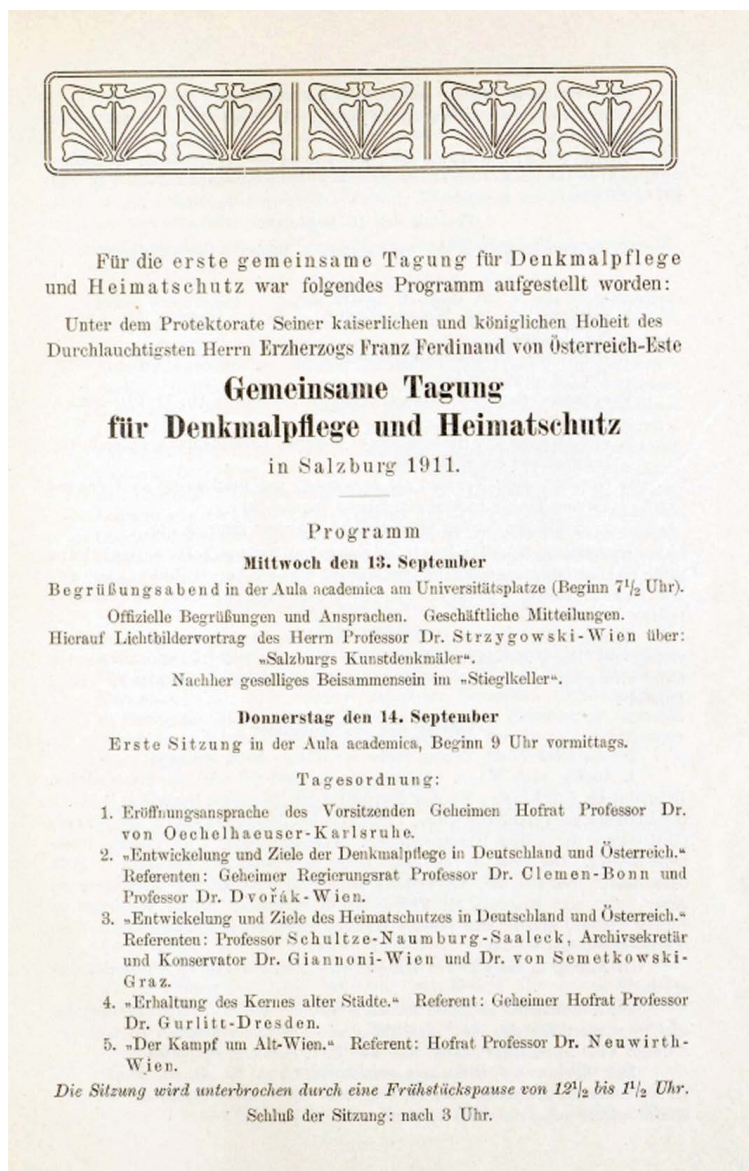 Für die erste gemeinsame Tagung für Denkmalpflege
und Heimatschutz war folgendes Programm aufgestellt worden:
Unter dem Protektorate Seiner kaiserlichen und königlichen Hoheit des
Durchlauchtigsten Herrn Erzherzogs Franz Ferdinand von Österreich-Este
Gemeinsame Tagung
für Denkmalpflege und Heimatschutz
in Salzburg 1911.
Programm
Mittwoch den 13. September
Begrüßungsabend in der Aula academica am Universitätsplatze (Beginn 7½ Uhr).
Offizielle Begrüßungen und Ansprachen. Geschäftliche Mitteilungen.
Hierauf Lichtbildervortrag des Herrn Professor Dr. Strzygowski-Wien über:
„Salzburgs Kunstdenkmäler“.
Nachher geselliges Beisammensein im „Stieglkeller“.
Donnerstag den 14. September
Erste Sitzung in der Aula academica, Beginn 9 Uhr vormittags.
Tagesordnung:
1. Eröffnungsansprache des Vorsitzenden Geheimen Hofrat Professor Dr.
von Oechelhaeuser-Karlsruhe.
2. „Entwickelung und Ziele der Denkmalpflege in Deutschland und Österreich.“
Referenten: Geheimer Regierungsrat Professor Dr. Clemen-Bonn und
Professor Dr. Dvořák-Wien.
3. „Entwickelung und Ziele des Heimatschutzes in Deutschland und Österreich.“
Referenten: Professor Schultze-Naumburg-Saaleck, Archivsekretär
und Konservator Dr. Giannoni-Wien und Dr. von Semetkowski-
Graz.
4. „Erhaltung des Kernes alter Städte.“ Referent: Geheimer Hofrat Professor
Dr. Gurlitt-Dresden.
5. „Der Kampf um Alt-Wien.“ Referent: Hofrat Professor Dr. Neuwirth-
Wien.
Die Sitzung wird unterbrochen durch eine Frühstückspause von 12½ bis 1½ Uhr.
Schluß der Sitzung: nach 3 Uhr.